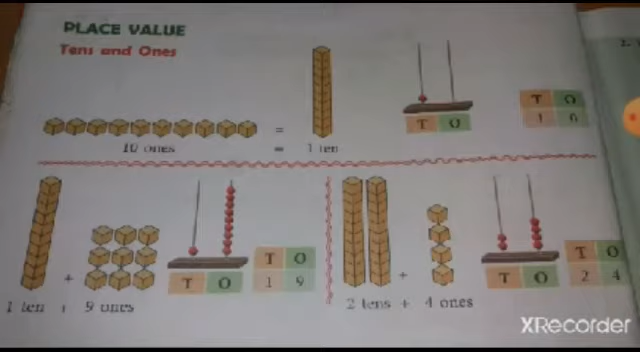 PLACE VALUE
Tens and Ones
T O
T O
1 0
10 ones = 1 ten
T O
1 9
T O
1 ten + 9 ones
T O
2 4
T O
2 tens + 4 ones
XRecorder